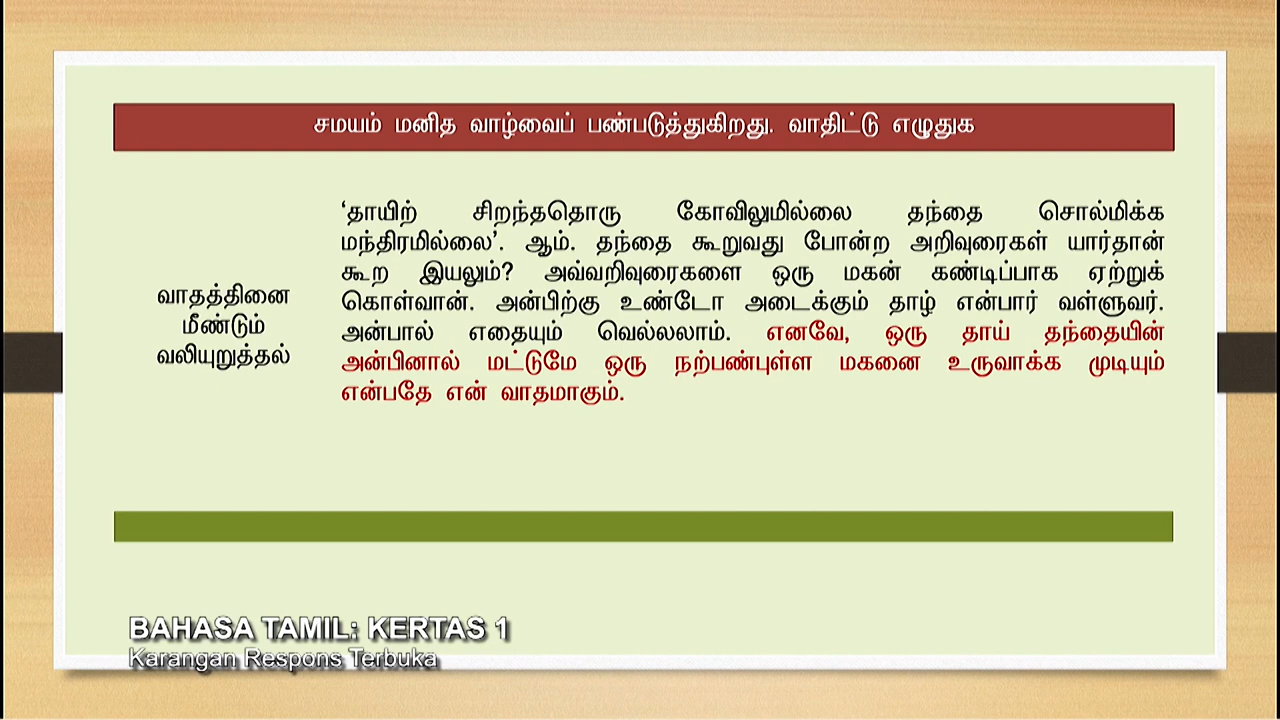 சமயம் மனித வாழ்வைப் பண்படுத்துகிறது. வாதிட்டு எழுதுக
வாதத்தினை
மீண்டும்
வலியுறுத்தல்
‘தாயிற் சிறந்ததொரு கோவிலுமில்லை தந்தை சொல்மிக்க
மந்திரமில்லை’. ஆம். தந்தை கூறுவது போன்ற அறிவுரைகள் யார்தான்
கூற இயலும்? அவ்வறிவுரைகளை ஒரு மகன் கண்டிப்பாக ஏற்றுக்
கொள்வான். அன்பிற்கு உண்டோ அடைக்கும் தாழ் என்பார் வள்ளுவர்.
அன்பால் எதையும் வெல்லலாம். எனவே, ஒரு தாய் தந்தையின்
அன்பினால் மட்டுமே ஒரு நற்பண்புள்ள மகனை உருவாக்க முடியும்
என்பதே என் வாதமாகும்.
BAHASA TAMIL: KERTAS 1
Karangan Respons Terbuka